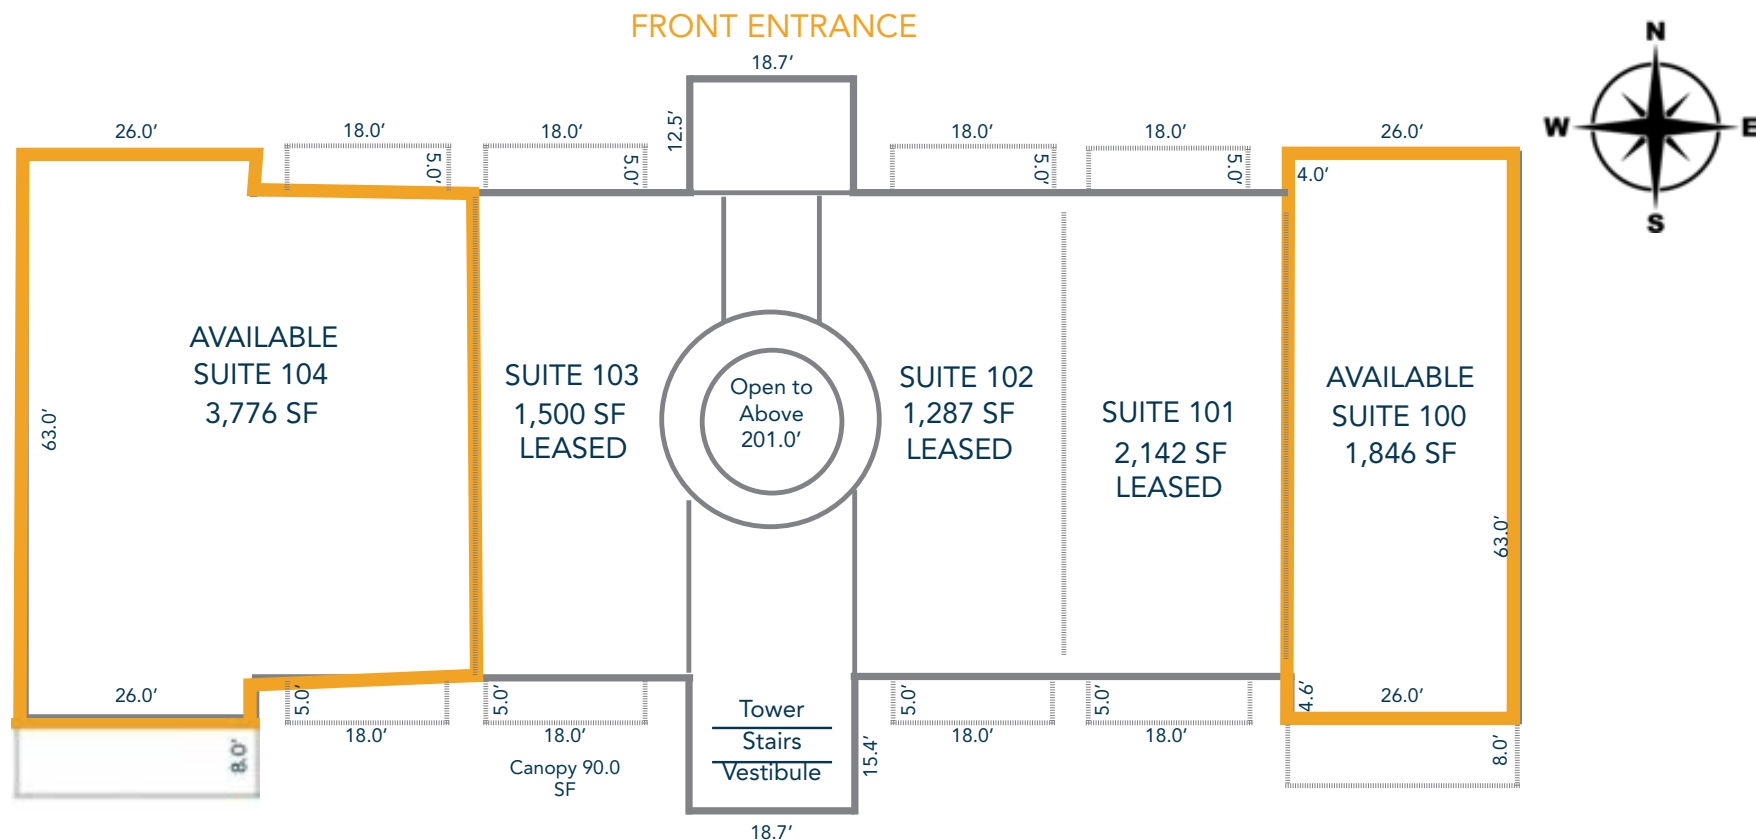 FRONT ENTRANCE
18.7'
N
W
E
S
26.0'
18.0'
18.0'
12.5'
18.0'
18.0'
26.0'
5.0'
5.0'
5.0'
5.0'
4.0'
AVAILABLE
SUITE 104
3,776 SF
63.0'
SUITE 103
1,500 SF
LEASED
Open to
Above
201.0'
SUITE 102
1,287 SF
LEASED
SUITE 101
2,142 SF
LEASED
AVAILABLE
SUITE 100
1,846 SF
63.0'
26.0'
5.0'
5.0'
5.0'
5.0'
4.6'
26.0'
18.0'
18.0'
18.0'
18.0'
8.0'
8.0'
Canopy 90.0
SF
Tower
Stairs
Vestibule
15.4'
18.7'